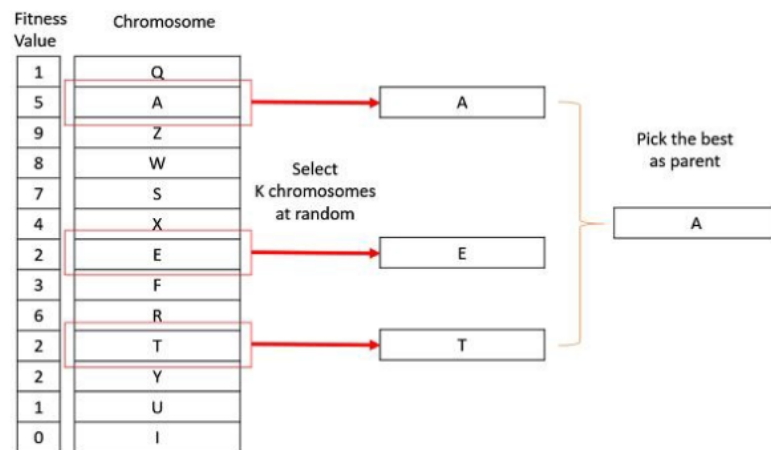 Fitness Value
Chromosome
1 Q
5 A
9 Z
8 W
7 S
4 X
2 E
3 F
6 R
2 T
2 Y
1 U
0 I
Select
K chromosomes
at random
A
E
T
Pick the best
as parent
A